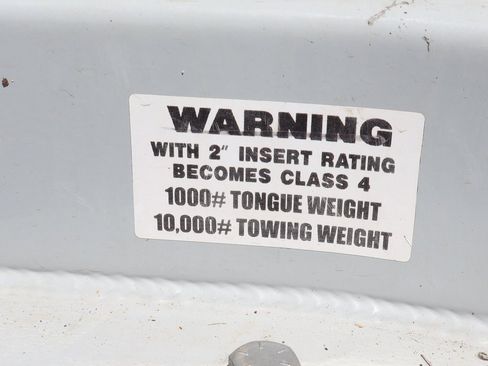 WARNING
WITH 2" INSERT RATING
BECOMES CLASS 4
1000# TONGUE WEIGHT
10,000# TOWING WEIGHT